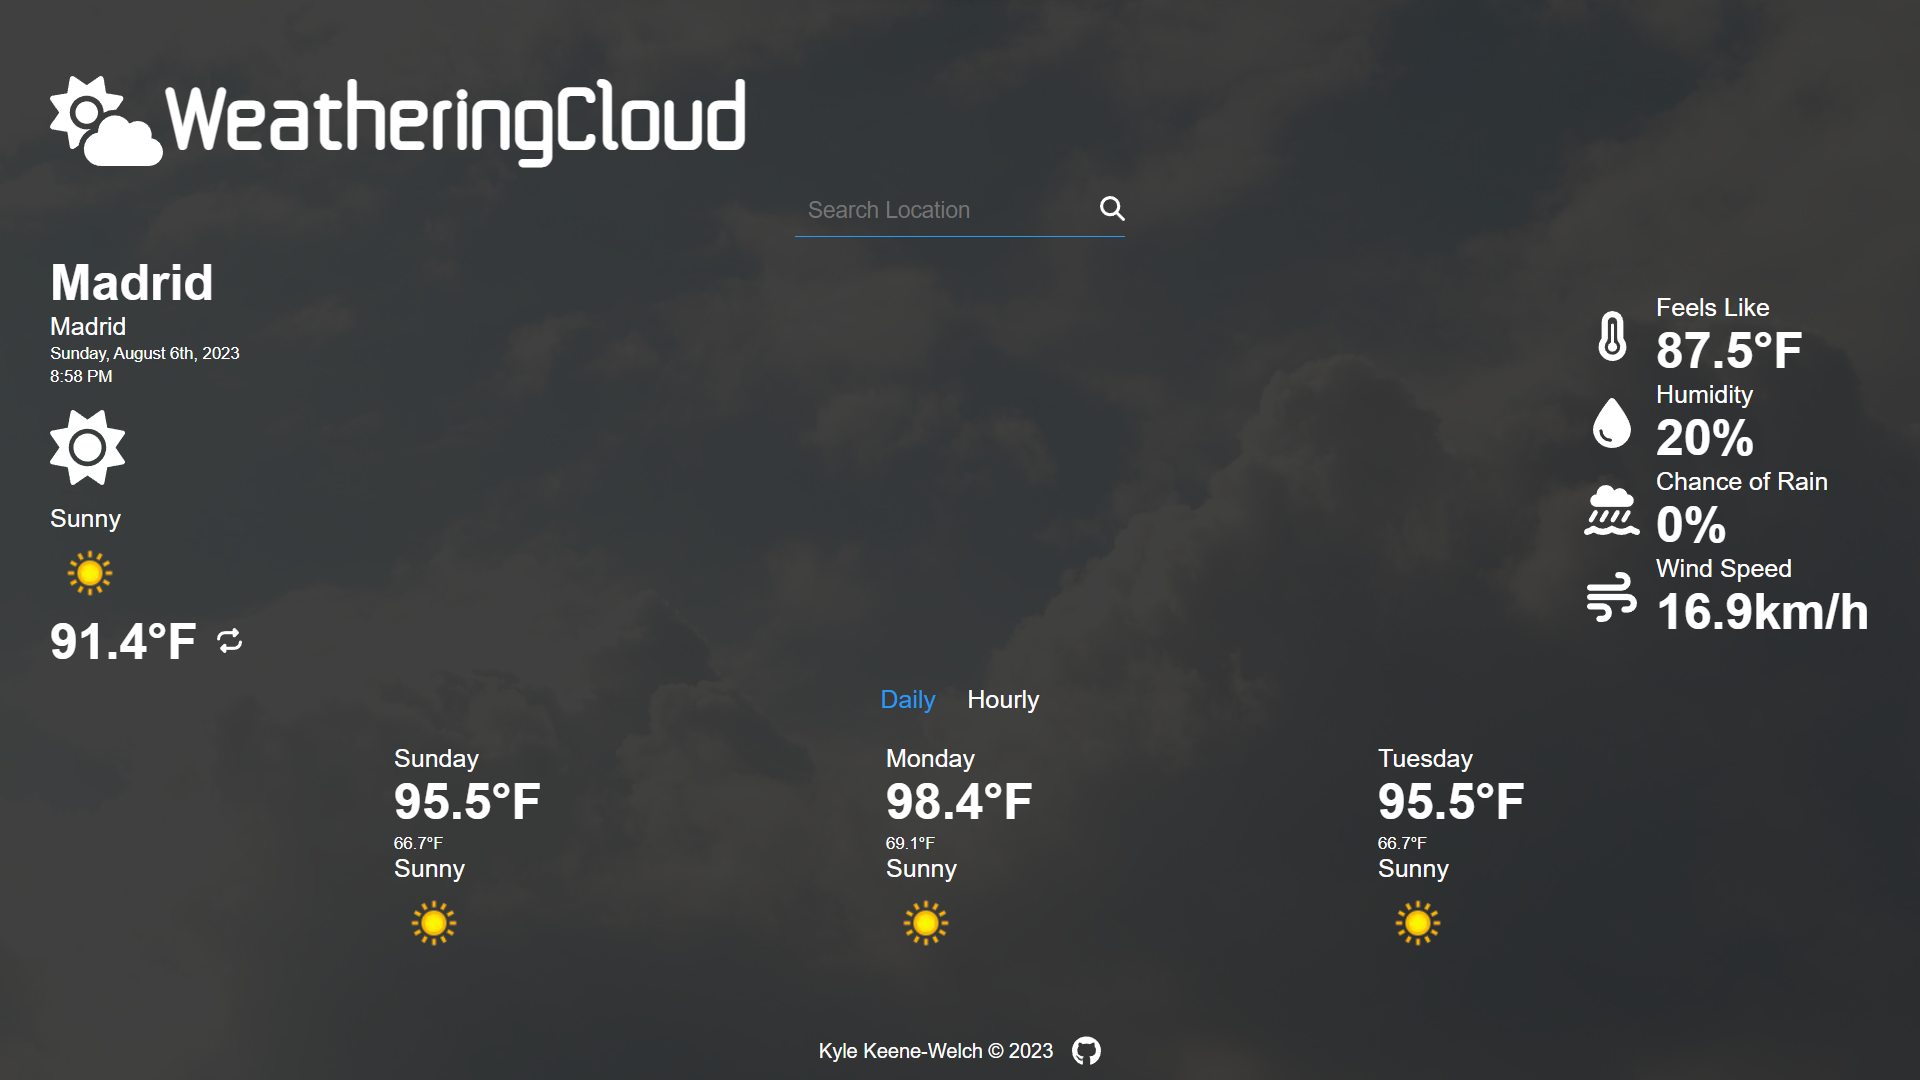 WeatheringCloud
Search Location
Madrid
Madrid
Sunday, August 6th, 2023
8:58 PM
Sunny
91.4°F
Feels Like
87.5°F
Humidity
20%
Chance of Rain
0%
Wind Speed
16.9km/h
Daily Hourly
Sunday
95.5°F
66.7°F
Sunny
Monday
98.4°F
69.1°F
Sunny
Tuesday
95.5°F
66.7°F
Sunny
Kyle Keene-Welch © 2023